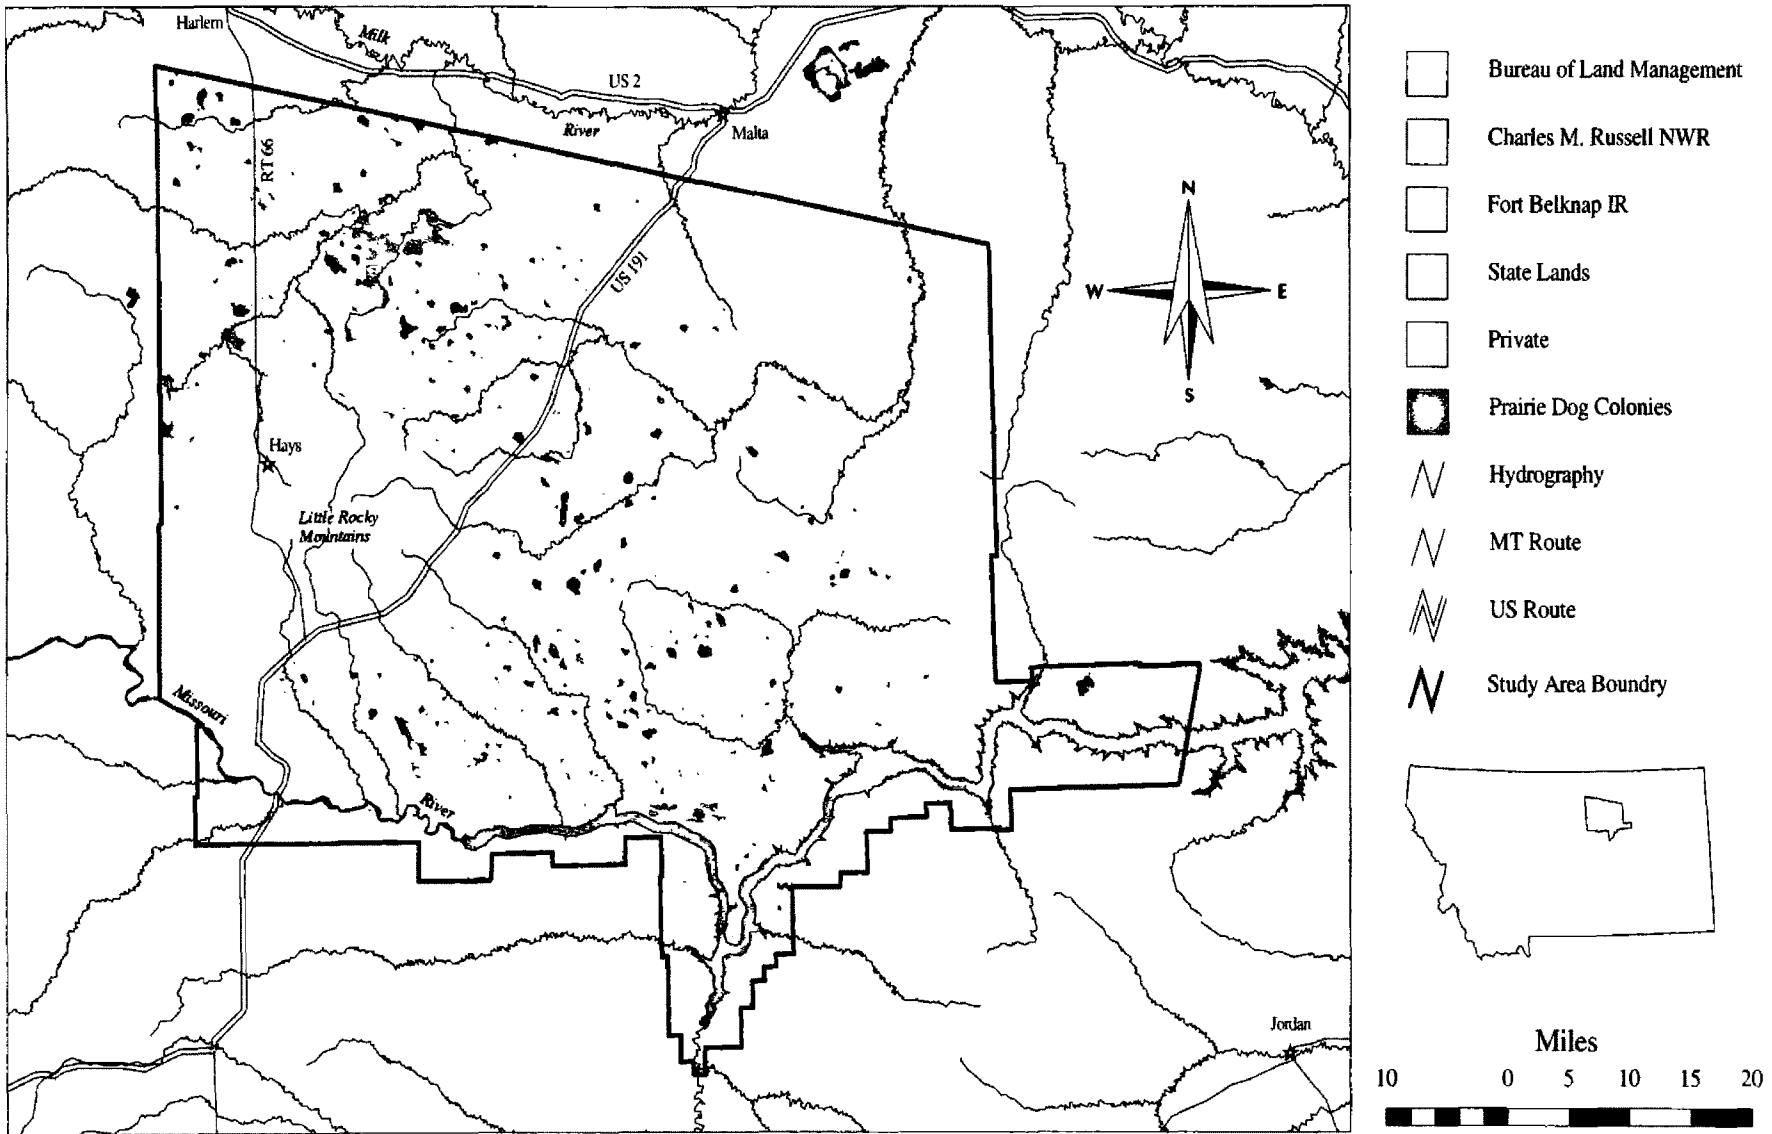 Harlem
Milk
US 2
River
Malta
RT 66
US 191
N
W
E
S
Hays
Little Rocky
Mountains
Missouri
River
Jordan
Bureau of Land Management
Charles M. Russell NWR
Fort Belknap IR
State Lands
Private
Prairie Dog Colonies
Hydrography
MT Route
US Route
Study Area Boundry
Miles
10 0 5 10 15 20